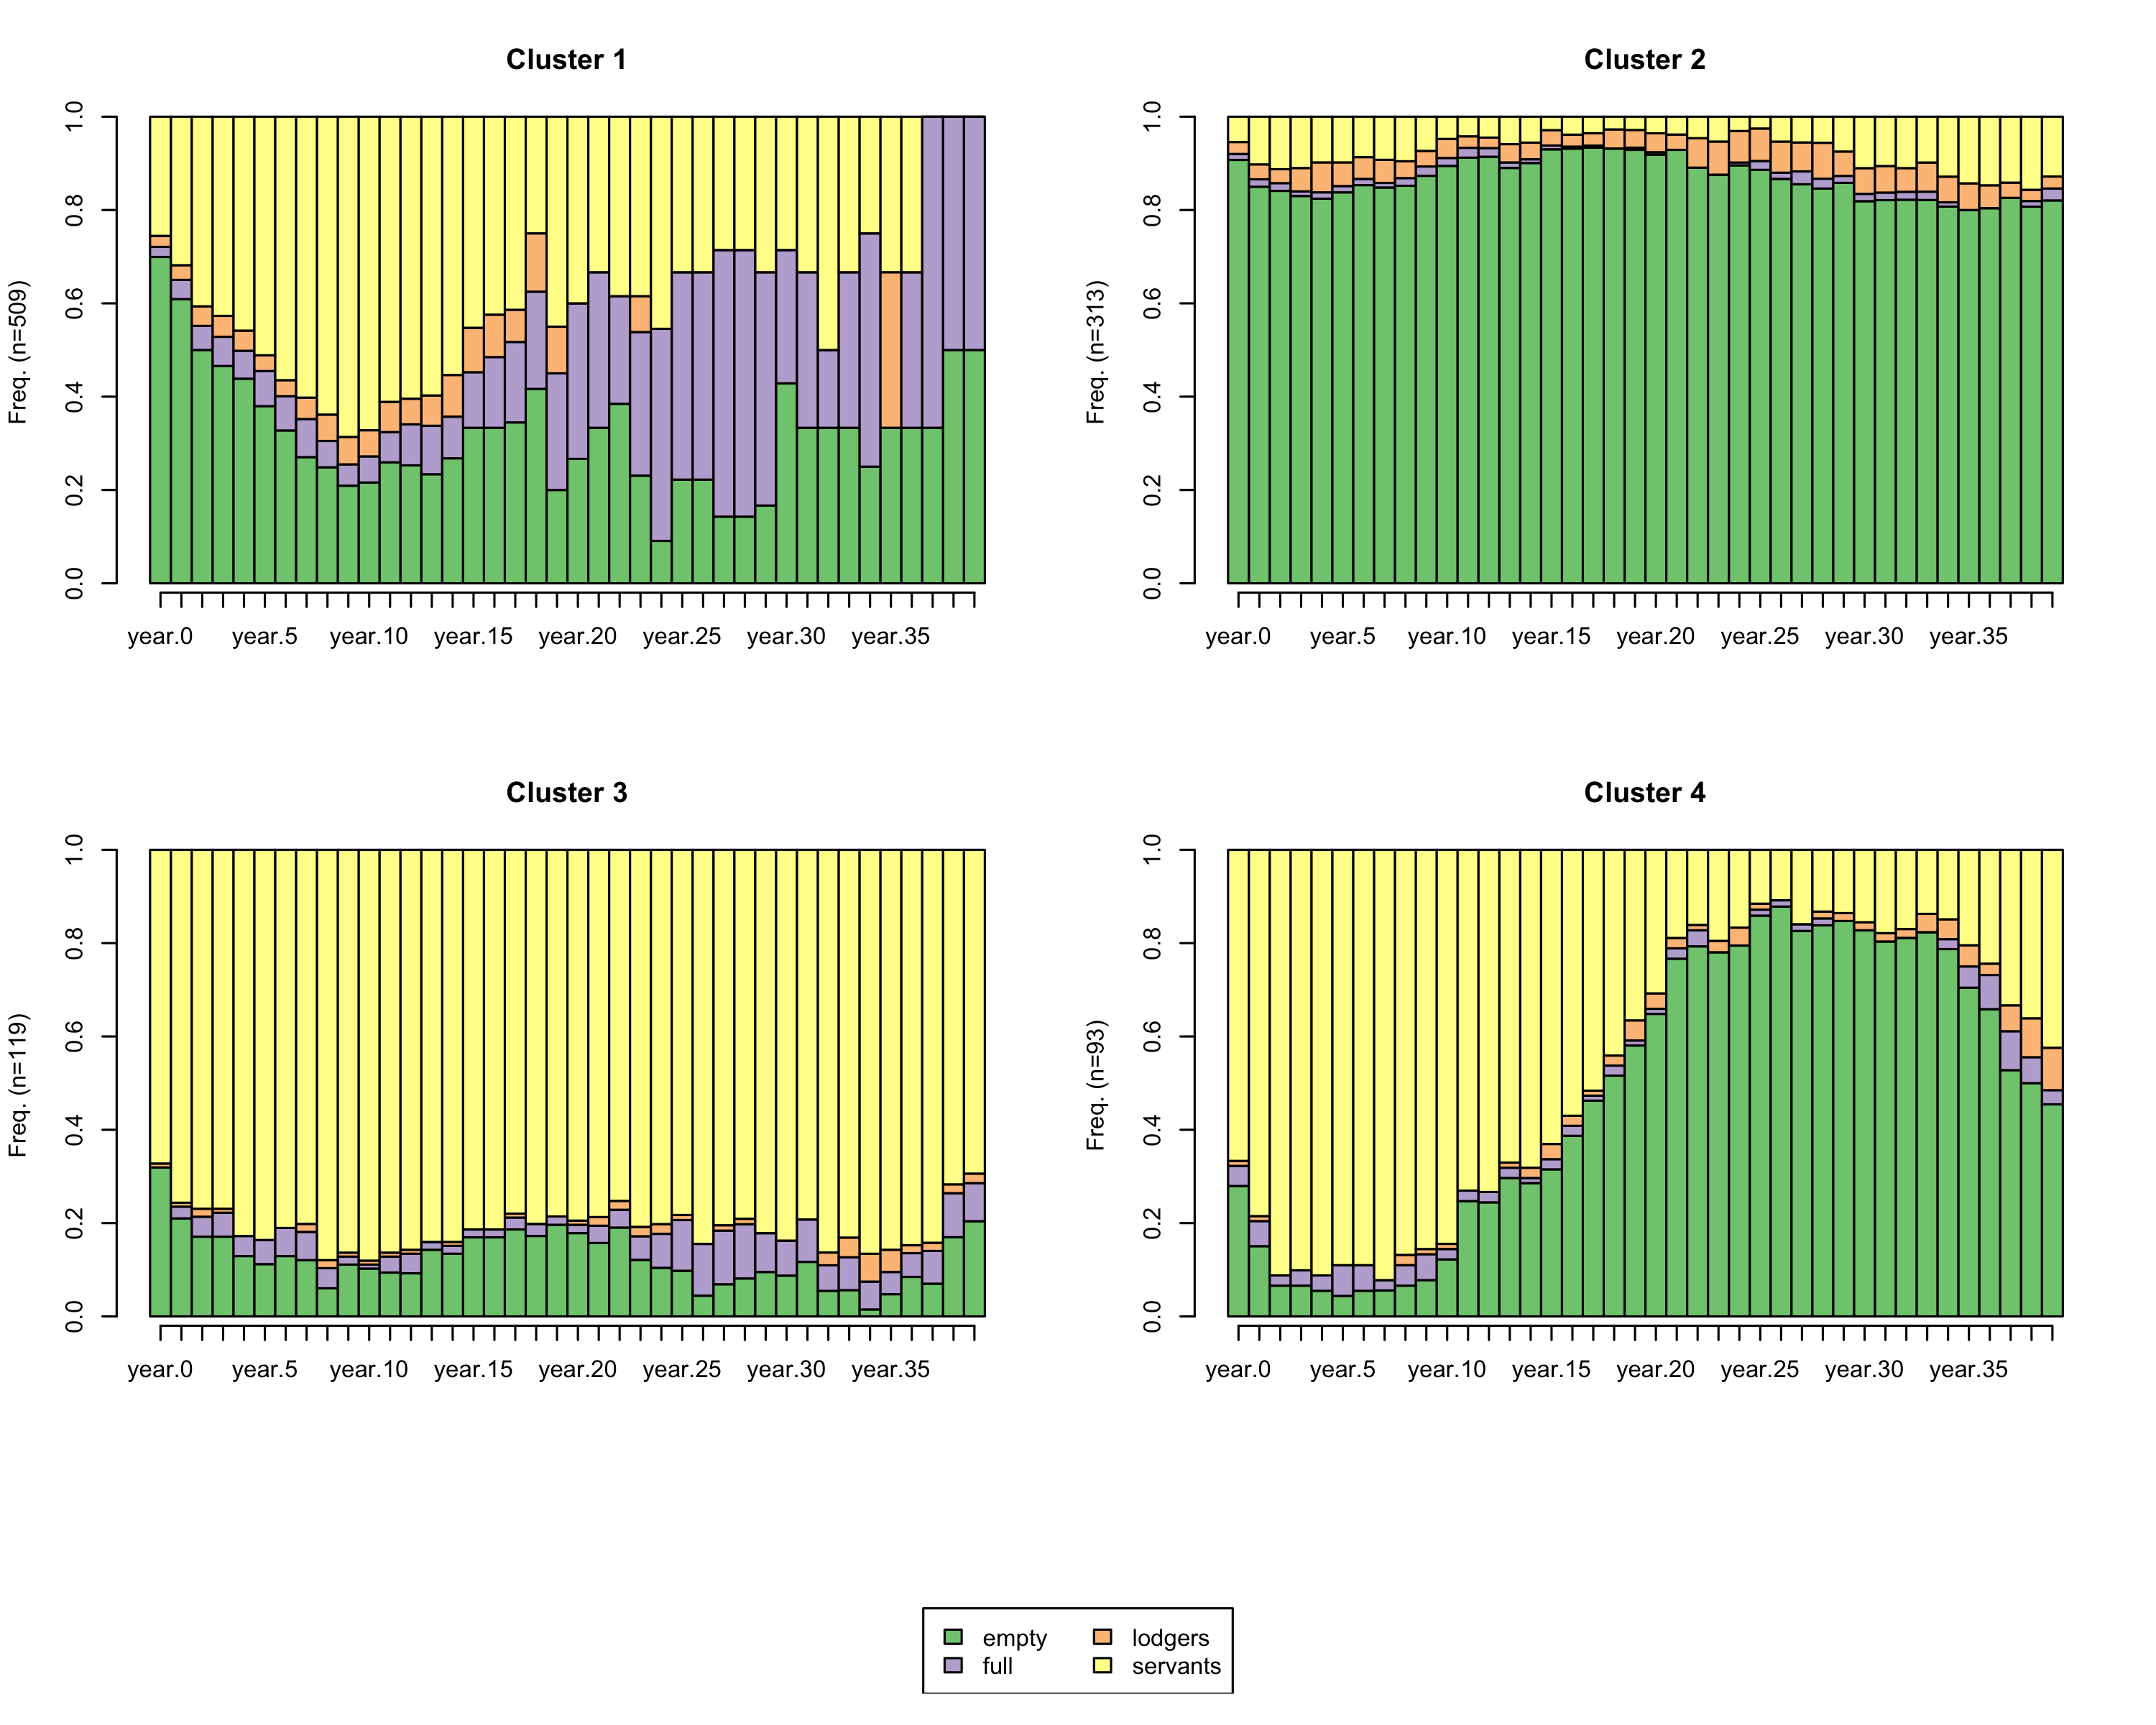 Cluster 1
Freq. (n=509)
0.0 0.2 0.4 0.6 0.8 1.0
year.0 year.5 year.10 year.15 year.20 year.25 year.30 year.35
Cluster 2
Freq. (n=313)
0.0 0.2 0.4 0.6 0.8 1.0
year.0 year.5 year.10 year.15 year.20 year.25 year.30 year.35
Cluster 3
Freq. (n=119)
0.0 0.2 0.4 0.6 0.8 1.0
year.0 year.5 year.10 year.15 year.20 year.25 year.30 year.35
Cluster 4
Freq. (n=93)
0.0 0.2 0.4 0.6 0.8 1.0
year.0 year.5 year.10 year.15 year.20 year.25 year.30 year.35
empty lodgers
full servants